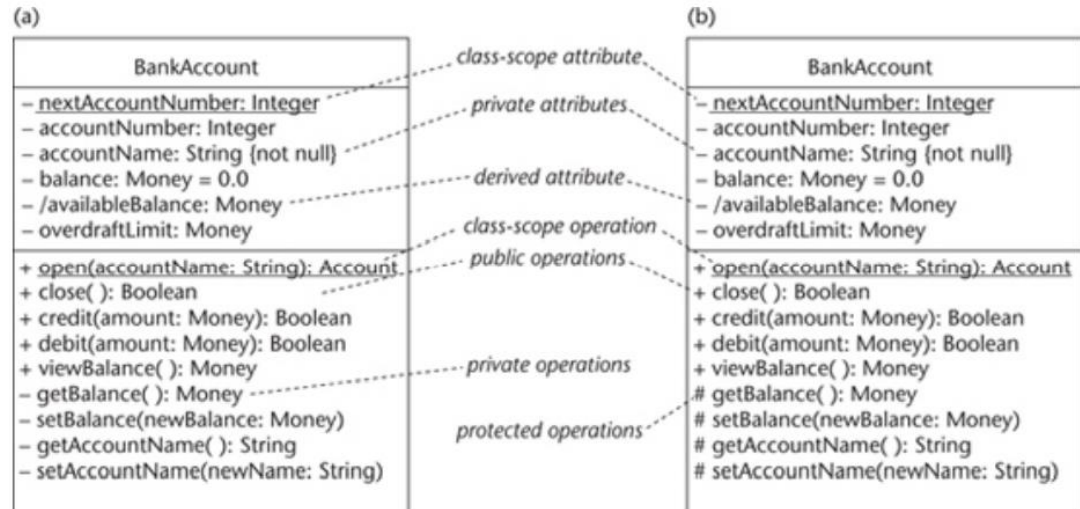 (a)
BankAccount
– nextAccountNumber: Integer
– accountNumber: Integer
– accountName: String {not null}
– balance: Money = 0.0
– /availableBalance: Money
– overdraftLimit: Money
+ open(accountName: String): Account
+ close( ): Boolean
+ credit(amount: Money): Boolean
+ debit(amount: Money): Boolean
+ viewBalance( ): Money
– getBalance( ): Money
– setBalance(newBalance: Money)
– getAccountName( ): String
– setAccountName(newName: String)
class-scope attribute
private attributes
derived attribute
class-scope operation
public operations
private operations
protected operations
(b)
BankAccount
– nextAccountNumber: Integer
– accountNumber: Integer
– accountName: String {not null}
– balance: Money = 0.0
– /availableBalance: Money
– overdraftLimit: Money
+ open(accountName: String): Account
+ close( ): Boolean
+ credit(amount: Money): Boolean
+ debit(amount: Money): Boolean
+ viewBalance( ): Money
# getBalance( ): Money
# setBalance(newBalance: Money)
# getAccountName( ): String
# setAccountName(newName: String)